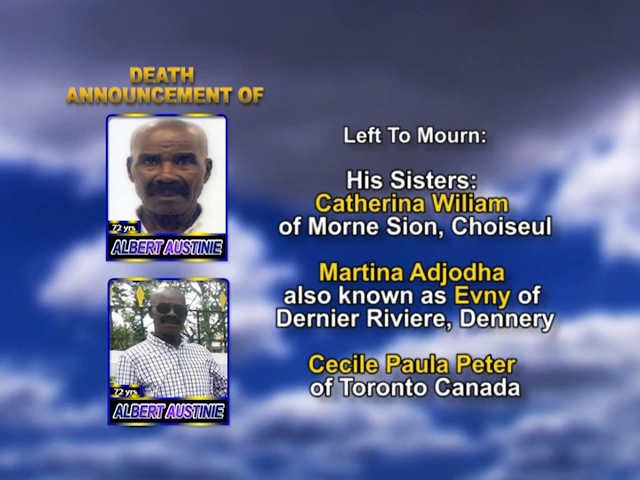 DEATH
ANNOUNCEMENT OF
72 yrs
ALBERT AUSTINIE
72 yrs
ALBERT AUSTINIE
Left To Mourn:
His Sisters:
Catherina Wiliam
of Morne Sion, Choiseul
Martina Adjodha
also known as Evny of
Dernier Riviere, Dennery
Cecile Paula Peter
of Toronto Canada